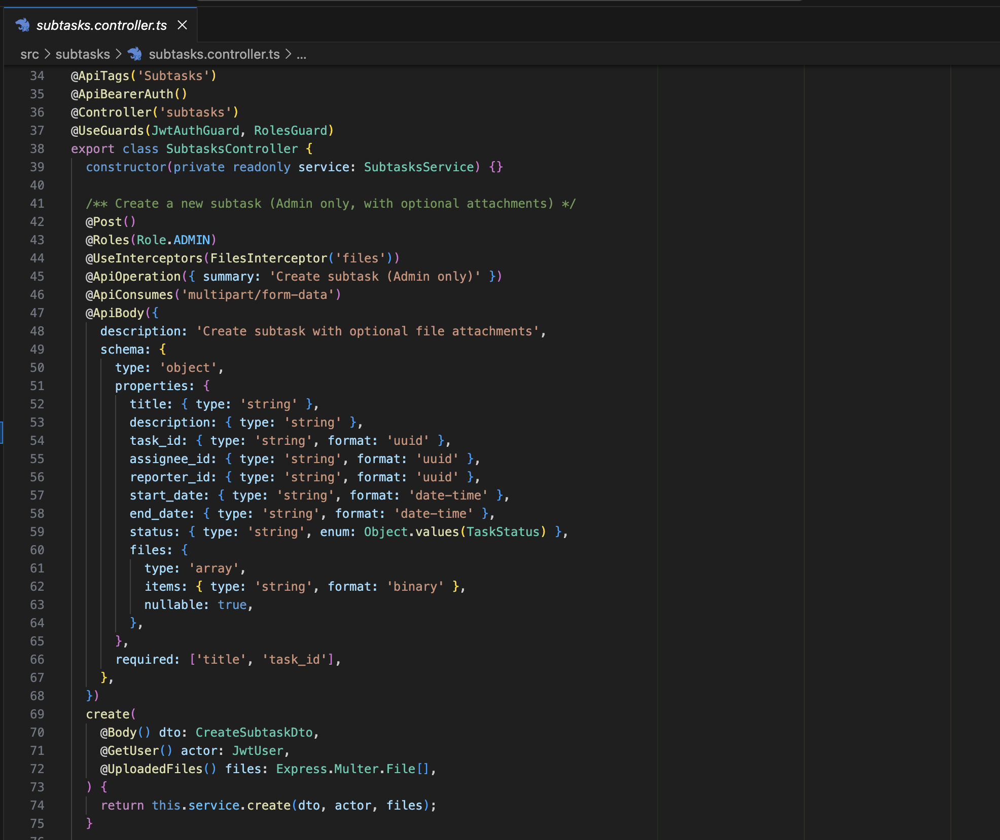 subtasks.controller.ts
src > subtasks > subtasks.controller.ts > ...
34 @ApiTags('Subtasks')
35 @ApiBearerAuth()
36 @Controller('subtasks')
37 @UseGuards(JwtAuthGuard, RolesGuard)
38 export class SubtasksController {
39   constructor(private readonly service: SubtasksService) {}
40
41   /** Create a new subtask (Admin only, with optional attachments) */
42   @Post()
43   @Roles(Role.ADMIN)
44   @UseInterceptors(FilesInterceptor('files'))
45   @ApiOperation({ summary: 'Create subtask (Admin only)' })
46   @ApiConsumes('multipart/form-data')
47   @ApiBody({
48     description: 'Create subtask with optional file attachments',
49     schema: {
50       type: 'object',
51       properties: {
52         title: { type: 'string' },
53         description: { type: 'string' },
54         task_id: { type: 'string', format: 'uuid' },
55         assignee_id: { type: 'string', format: 'uuid' },
56         reporter_id: { type: 'string', format: 'uuid' },
57         start_date: { type: 'string', format: 'date-time' },
58         end_date: { type: 'string', format: 'date-time' },
59         status: { type: 'string', enum: Object.values(TaskStatus) },
60         files: {
61           type: 'array',
62           items: { type: 'string', format: 'binary' },
63           nullable: true,
64         },
65       },
66       required: ['title', 'task_id'],
67     },
68   })
69   create(
70     @Body() dto: CreateSubtaskDto,
71     @GetUser() actor: JwtUser,
72     @UploadedFiles() files: Express.Multer.File[],
73   ) {
74     return this.service.create(dto, actor, files);
75   }
76